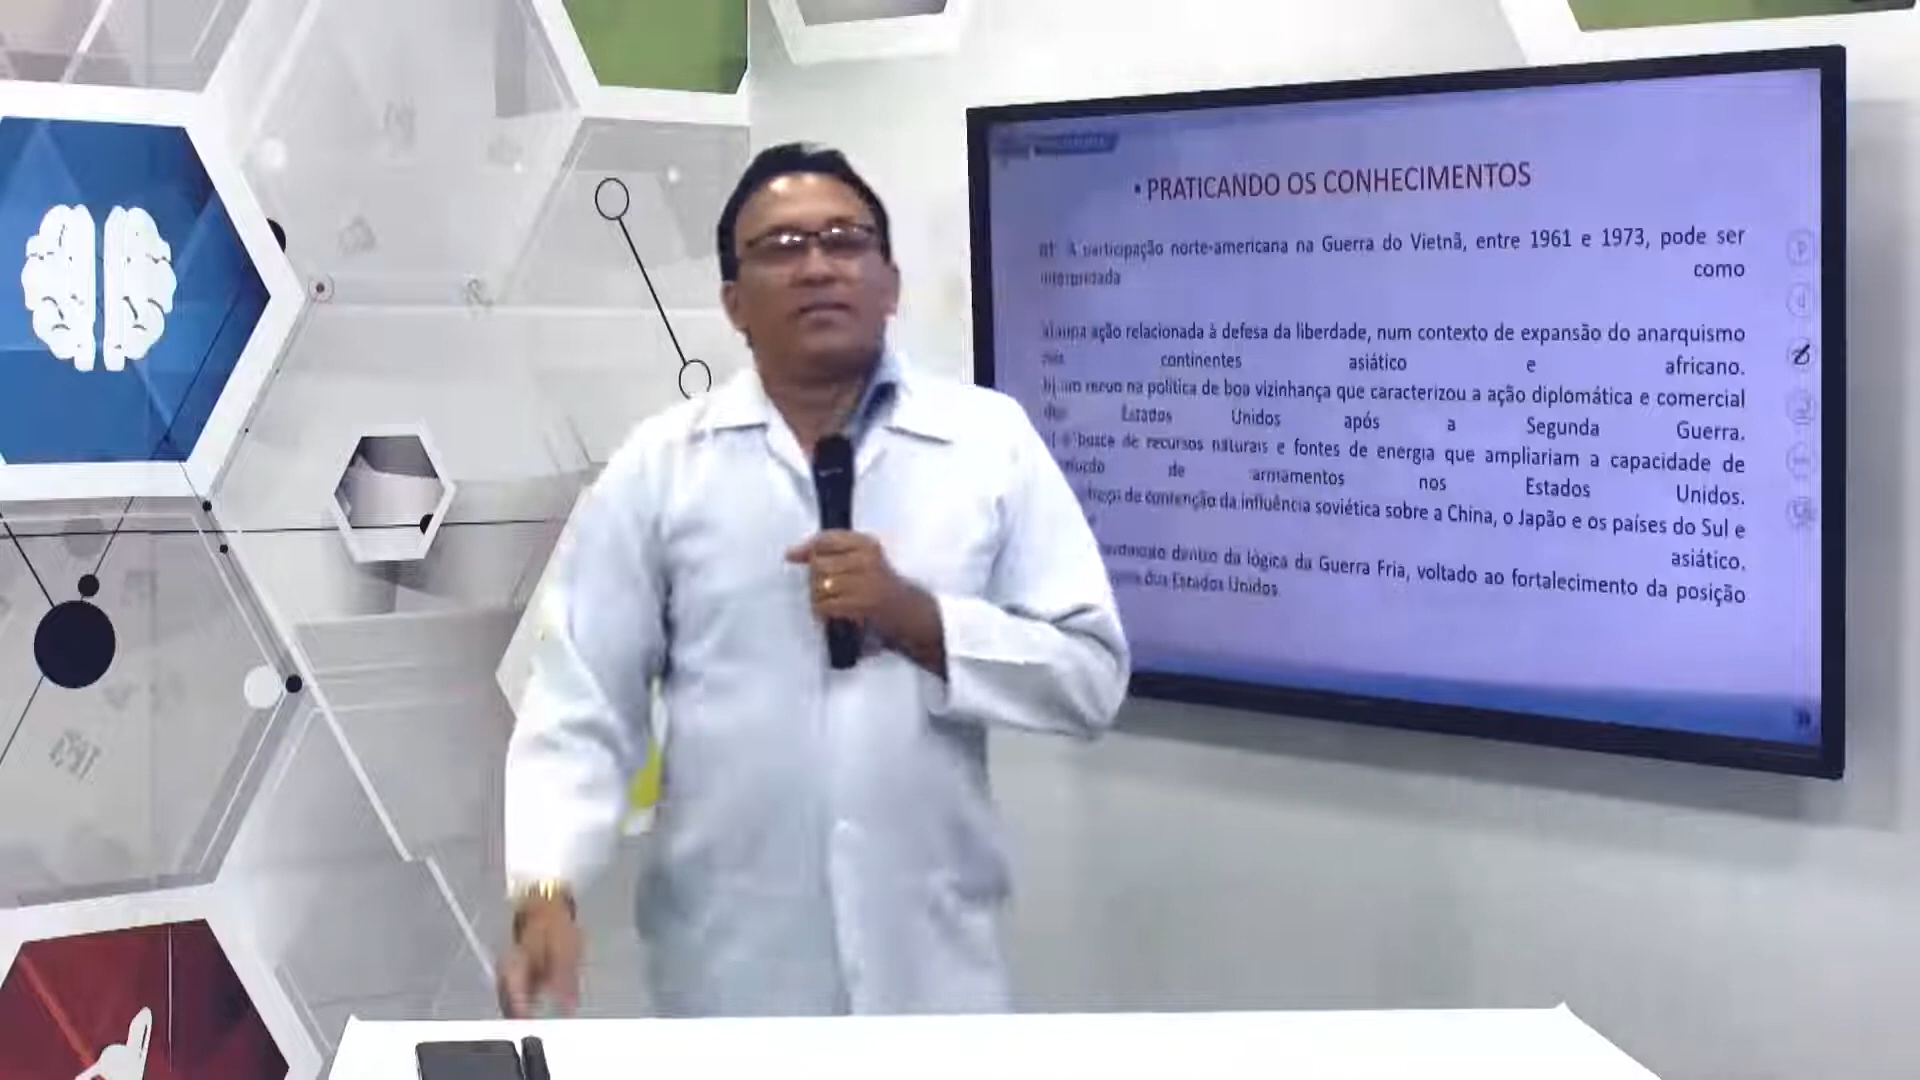 • PRATICANDO OS CONHECIMENTOS
A participação norte-americana na Guerra do Vietnã, entre 1961 e 1973, pode ser
interpretada como
ação relacionada à defesa da liberdade, num contexto de expansão do anarquismo
continentes asiático e africano.
na política de boa vizinhança que caracterizou a ação diplomática e comercial
Estados Unidos após a Segunda Guerra.
busca de recursos naturais e fontes de energia que ampliariam a capacidade de
de armamentos nos Estados Unidos.
de contenção da influência soviética sobre a China, o Japão e os países do Sul e
asiático.
dentro da lógica da Guerra Fria, voltado ao fortalecimento da posição
dos Estados Unidos